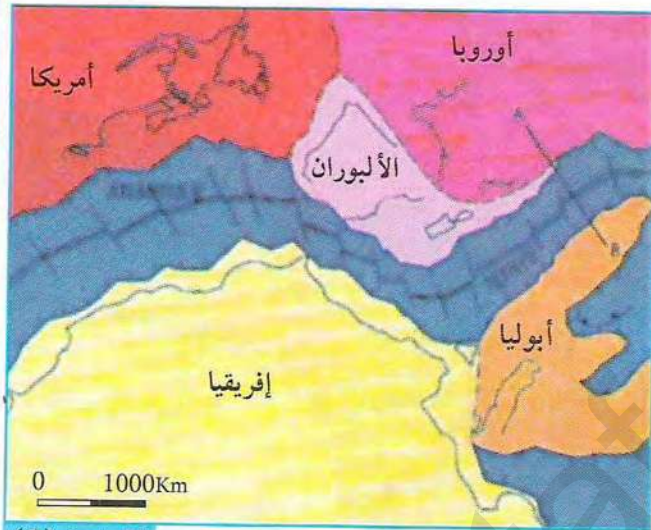 أوروبا
أمريكا
الألبوران
أبوليا
إفريقيا
0 1000Km